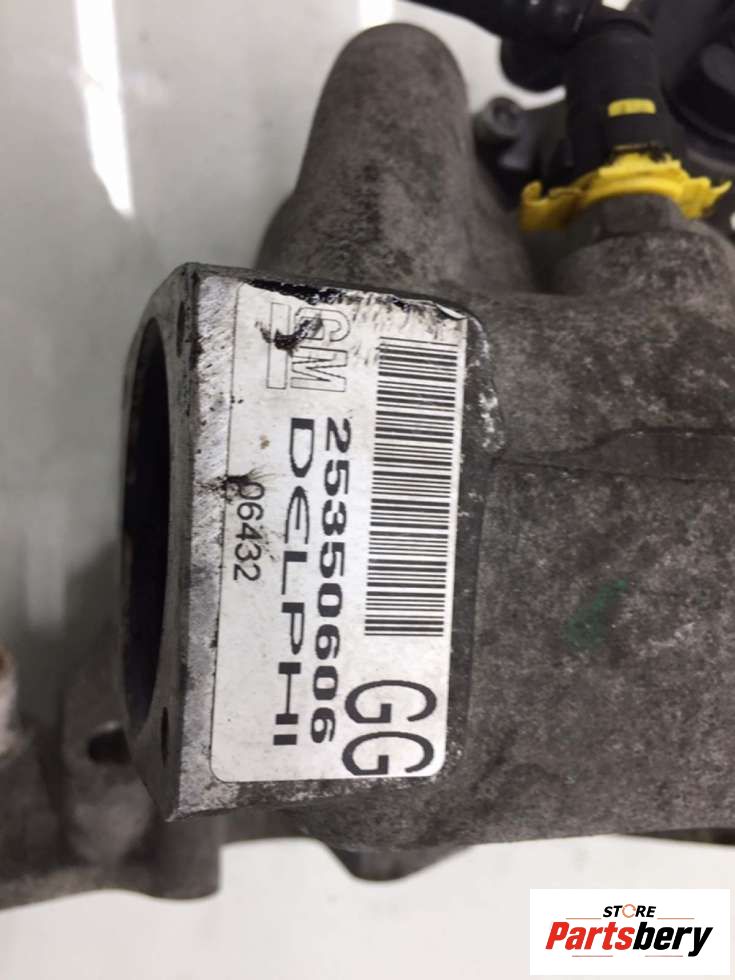 GM
25350606
GG
DELPHI
06432
STORE
Partsbery